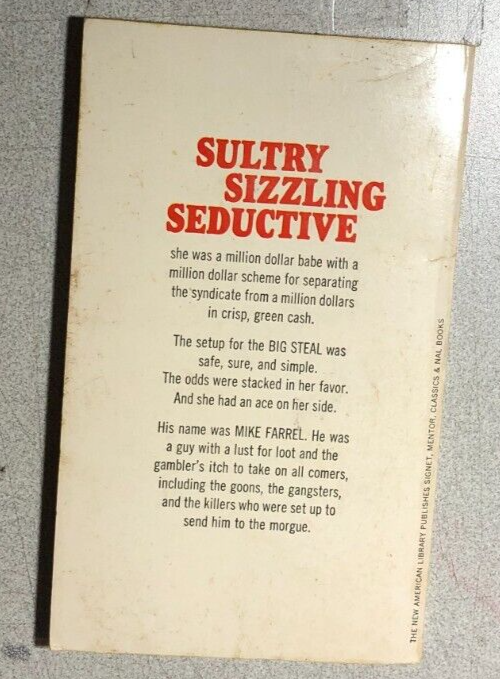 SULTRY
SIZZLING
SEDUCTIVE
she was a million dollar babe with a
million dollar scheme for separating
the syndicate from a million dollars
in crisp, green cash.
The setup for the BIG STEAL was
safe, sure, and simple.
The odds were stacked in her favor.
And she had an ace on her side.
His name was MIKE FARREL. He was
a guy with a lust for loot and the
gambler's itch to take on all comers,
including the goons, the gangsters,
and the killers who were set up to
send him to the morgue.
THE NEW AMERICAN LIBRARY PUBLISHES SIGNET, MENTOR, CLASSICS & NAL BOOKS